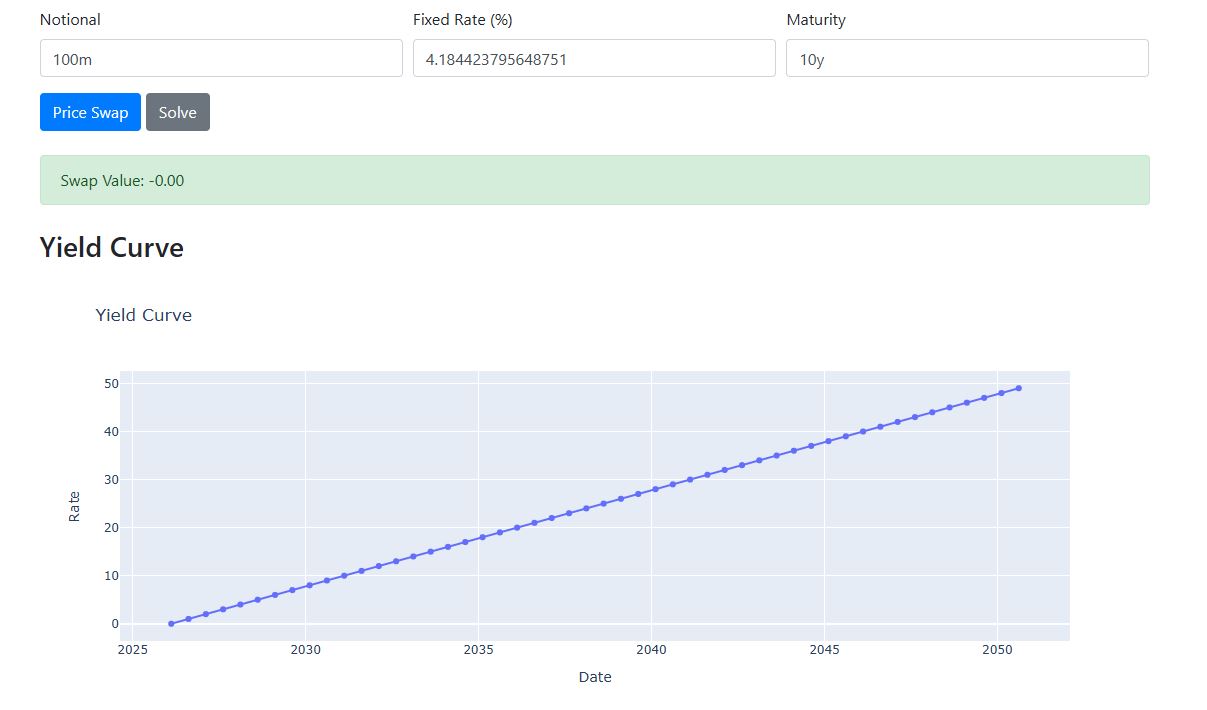 Notional Fixed Rate (%) Maturity
100m 4.184423795648751 10y
Price Swap Solve
Swap Value: -0.00
Yield Curve
Yield Curve
50
40
30
20
10
0
Rate
2025 2030 2035 2040 2045 2050
Date